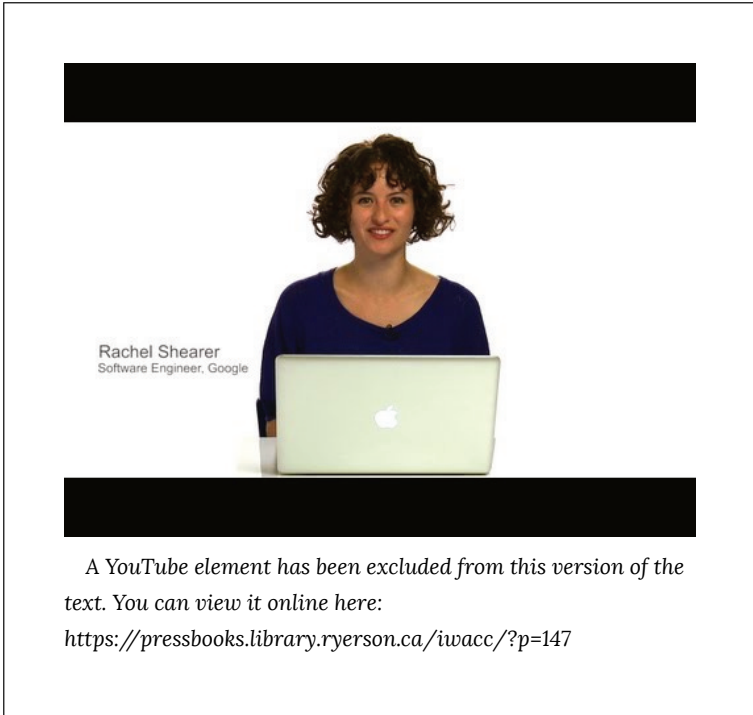 Rachel Shearer
Software Engineer, Google
A YouTube element has been excluded from this version of the
text. You can view it online here:
https://pressbooks.library.ryerson.ca/iwacc/?p=147